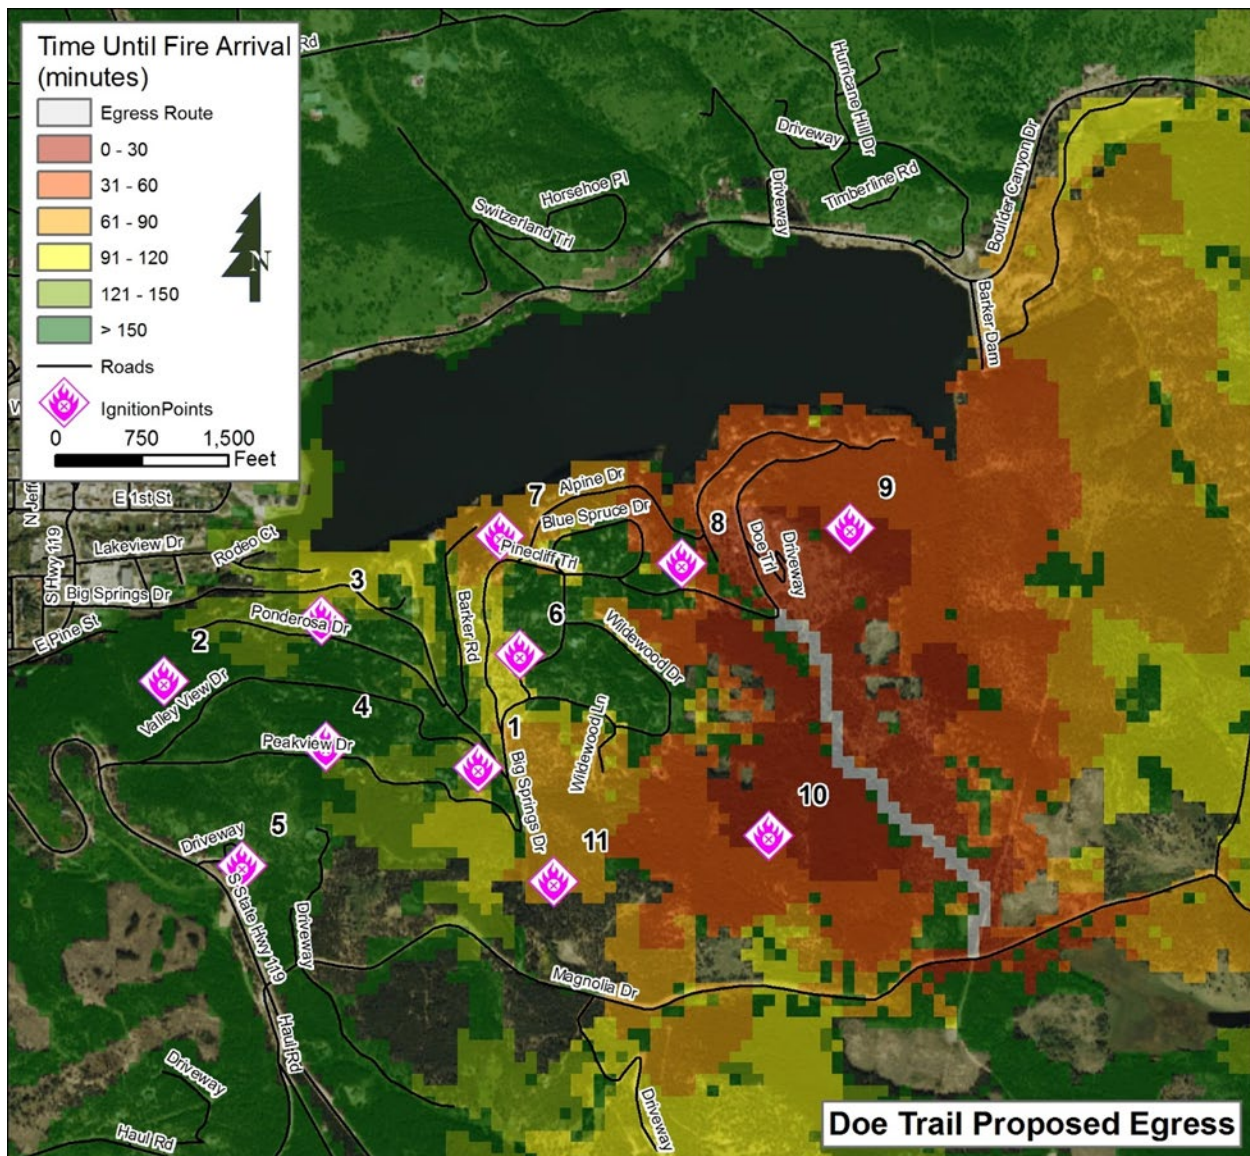 Time Until Fire Arrival
(minutes)
Egress Route
0 - 30
31 - 60
61 - 90
91 - 120
121 - 150
> 150
N
Roads
IgnitionPoints
0 750 1,500
Feet
Rd
Hurricane Hill Dr
Driveway
Timberline Rd
Driveway
Horsehoe Pl
Switzerland Trl
Boulder Canyon Dr
Barker Dam
N Jeffe
E 1st St
S Hwy 119
Lakeview Dr
Rodeo Ct
Big Springs Dr
E Pine St
3
Ponderosa Dr
2
Valley View Dr
4
Peakview Dr
5
Driveway
S State Hwy 119
Driveway
Haul Rd
Driveway
Haul Rd
7
Alpine Dr
Blue Spruce Dr
Pinecliff Trl
8
9
Doe Trl
Driveway
Barker Rd
6
Wildewood Dr
1
Wildewood Ln
Big Springs Dr
10
11
Magnolia Dr
Driveway
Doe Trail Proposed Egress